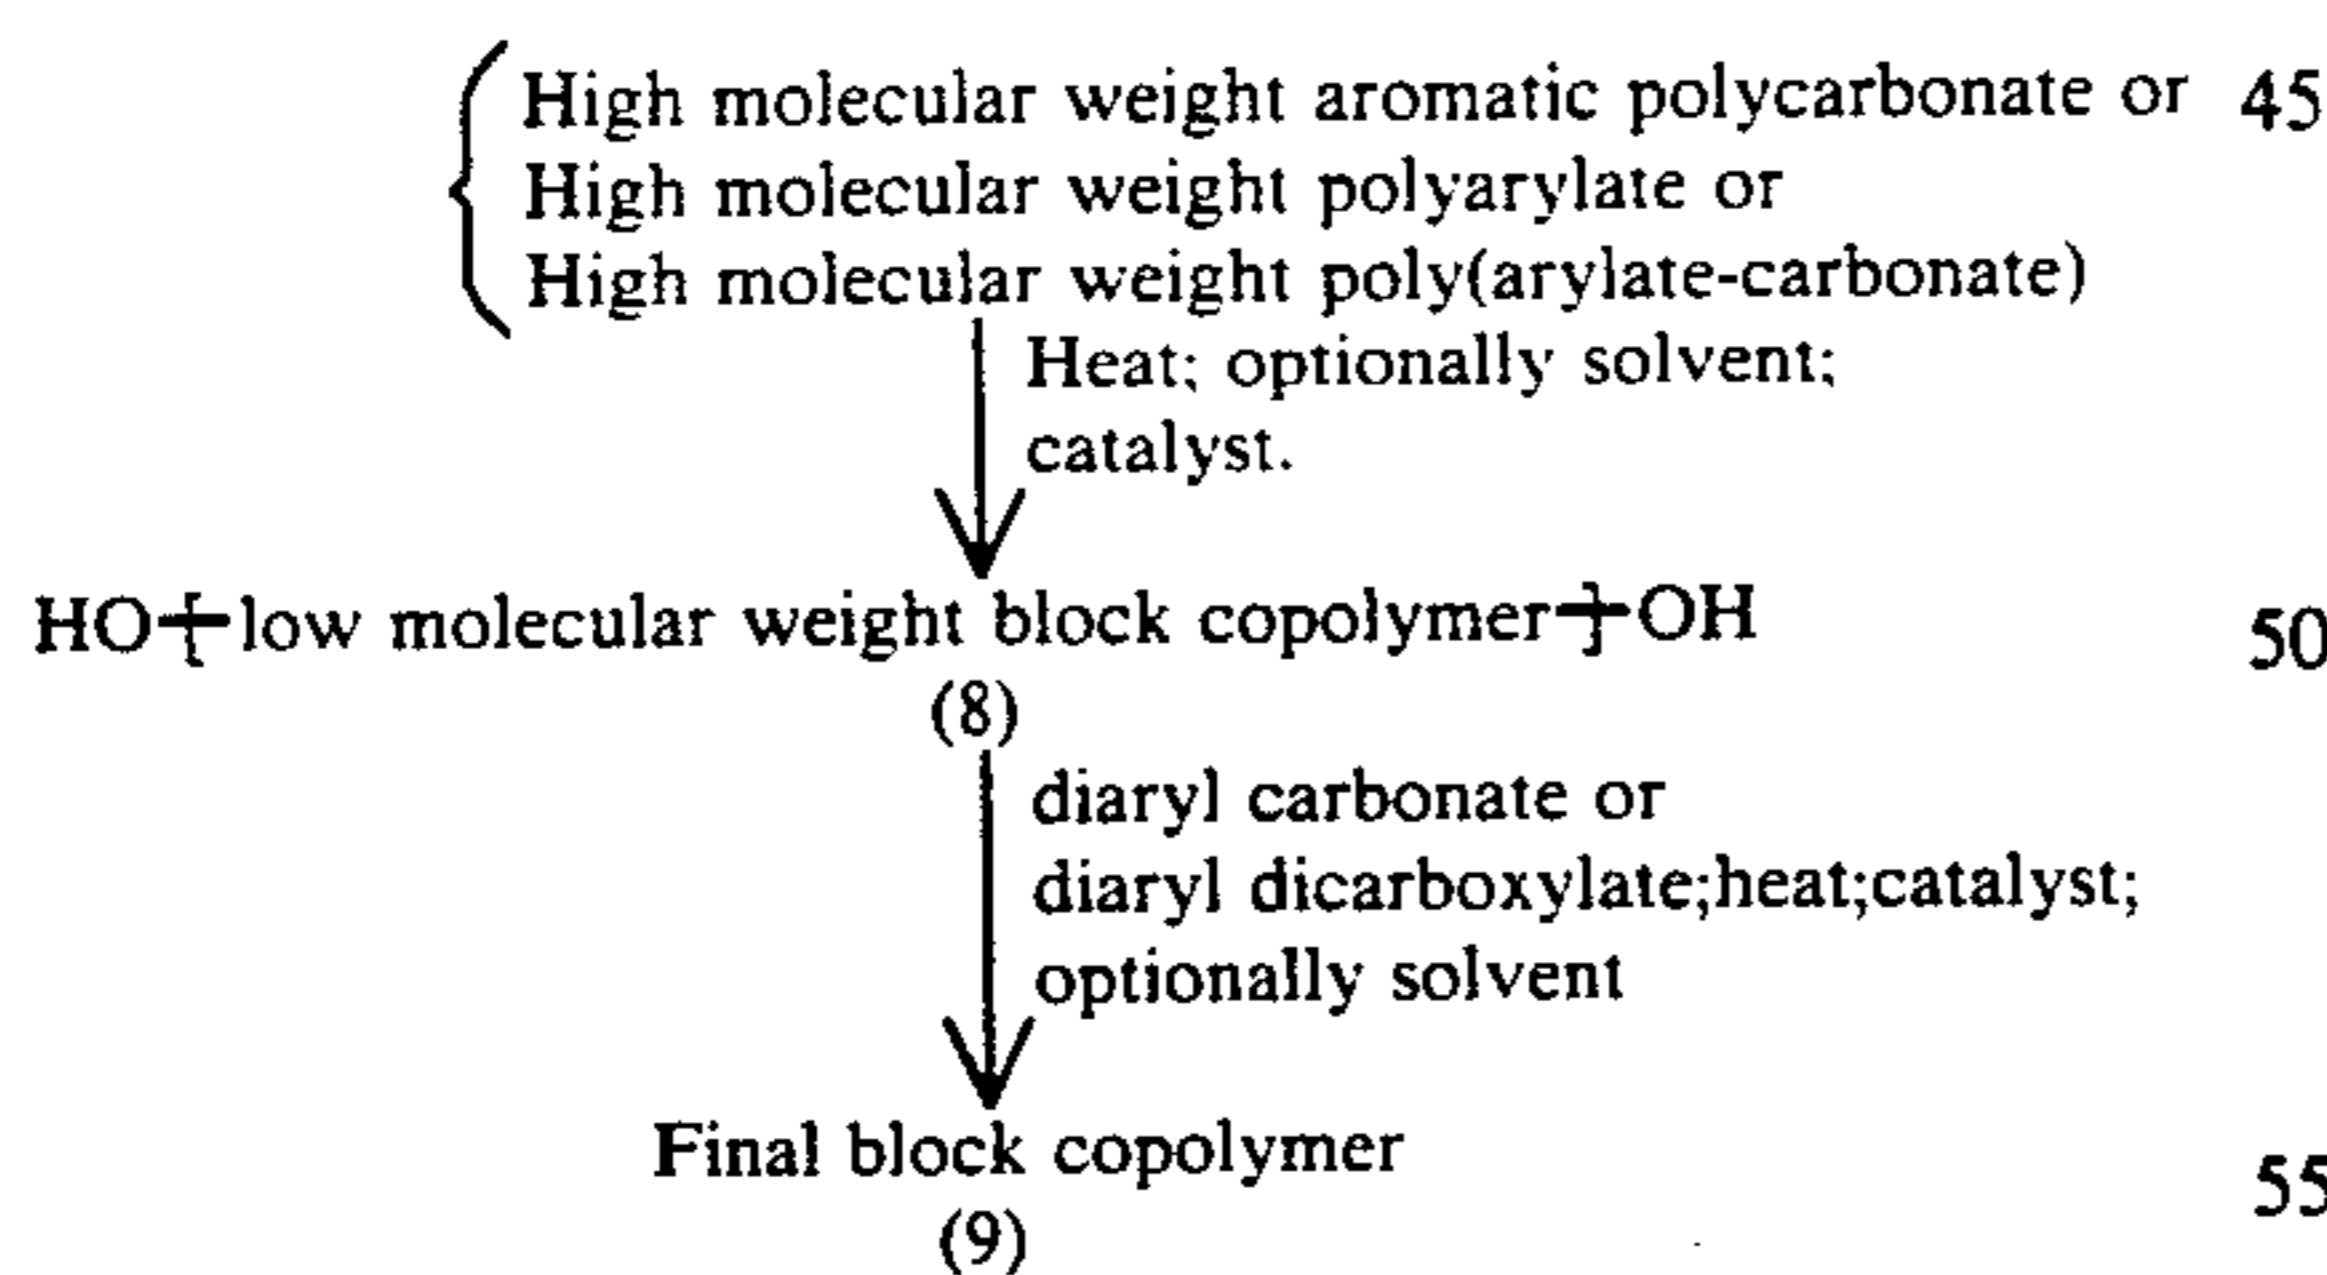 High molecular weight aromatic polycarbonate or 45
High molecular weight polyarylate or
High molecular weight poly(arylate-carbonate)
Heat; optionally solvent;
catalyst.
HO-[-low molecular weight block copolymer-]-OH 50
(8)
diaryl carbonate or
diaryl dicarboxylate;heat;catalyst;
optionally solvent
Final block copolymer
55
(9)